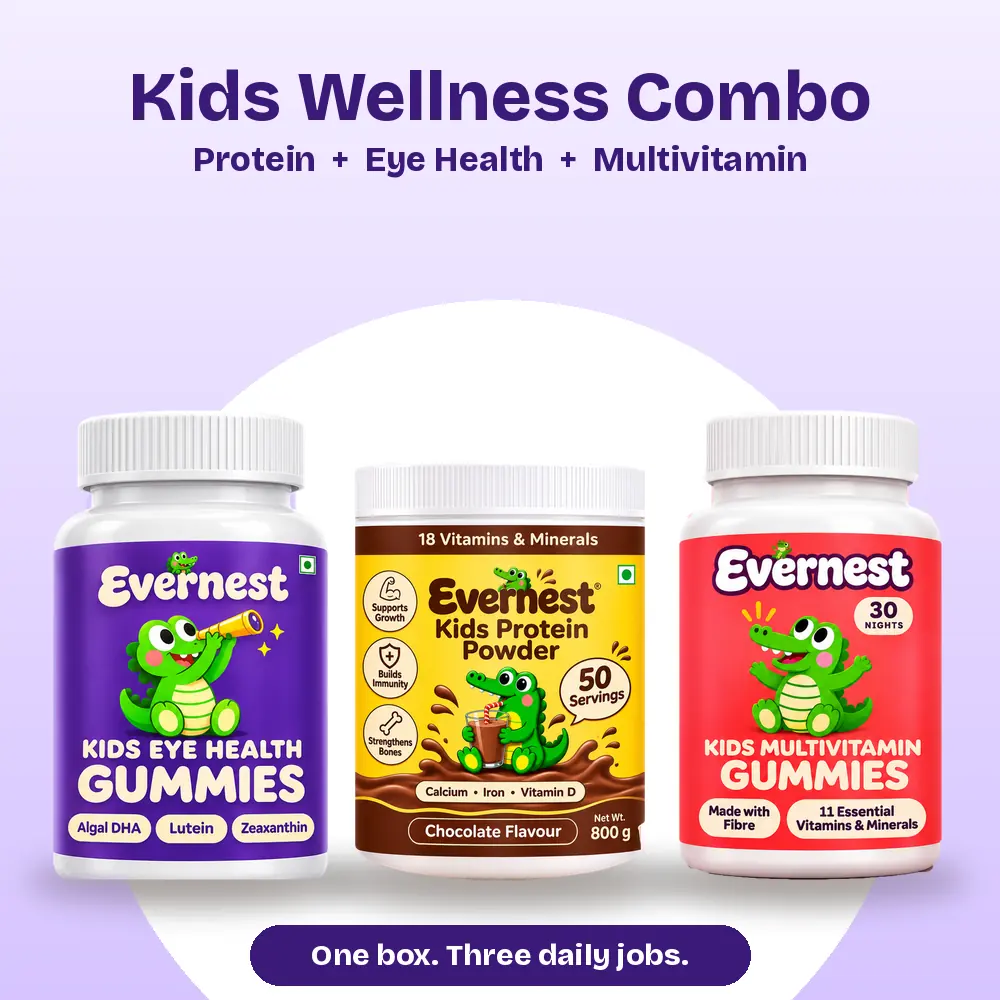 Kids Wellness Combo
Protein + Eye Health + Multivitamin
Evernest
KIDS EYE HEALTH
GUMMIES
Algal DHA
Lutein
Zeaxanthin
18 Vitamins & Minerals
Evernest®
Kids Protein
Powder
Supports
Growth
Builds
Immunity
Strengthens
Bones
50
Servings
Calcium • Iron • Vitamin D
Chocolate Flavour
Net Wt.
800 g
Evernest
30
NIGHTS
KIDS MULTIVITAMIN
GUMMIES
Made with
Fibre
11 Essential
Vitamins & Minerals
One box. Three daily jobs.